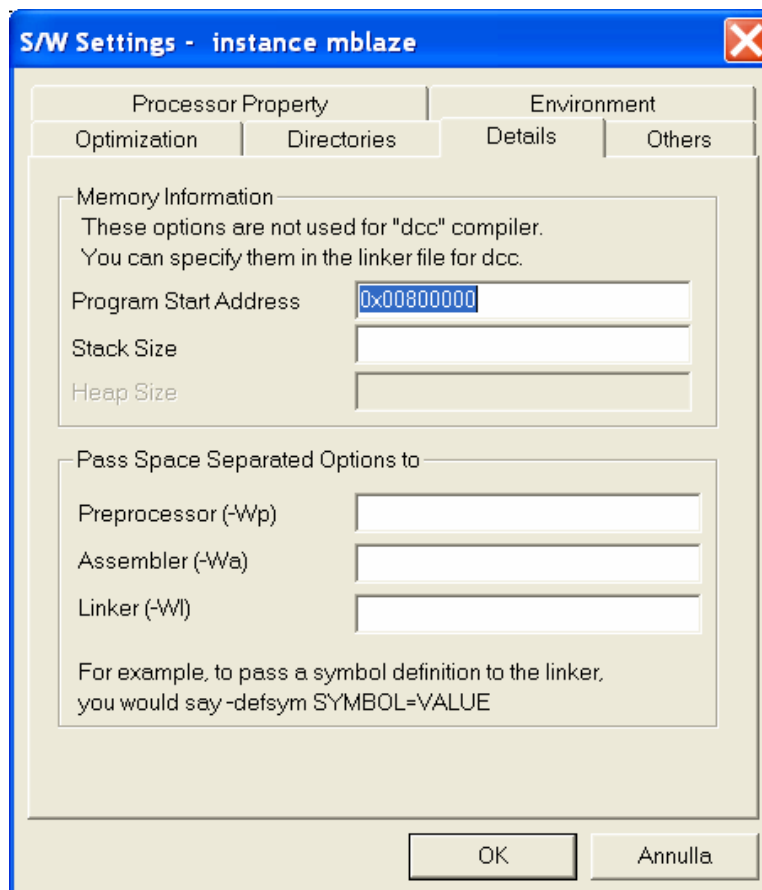 S/W Settings - instance mblaze
Processor Property
Environment
Optimization
Directories
Details
Others
Memory Information
These options are not used for "dcc" compiler.
You can specify them in the linker file for dcc.
Program Start Address
0x00800000
Stack Size
Heap Size
Pass Space Separated Options to
Preprocessor (-Wp)
Assembler (-Wa)
Linker (-Wl)
For example, to pass a symbol definition to the linker,
you would say -defsym SYMBOL=VALUE
OK
Annulla